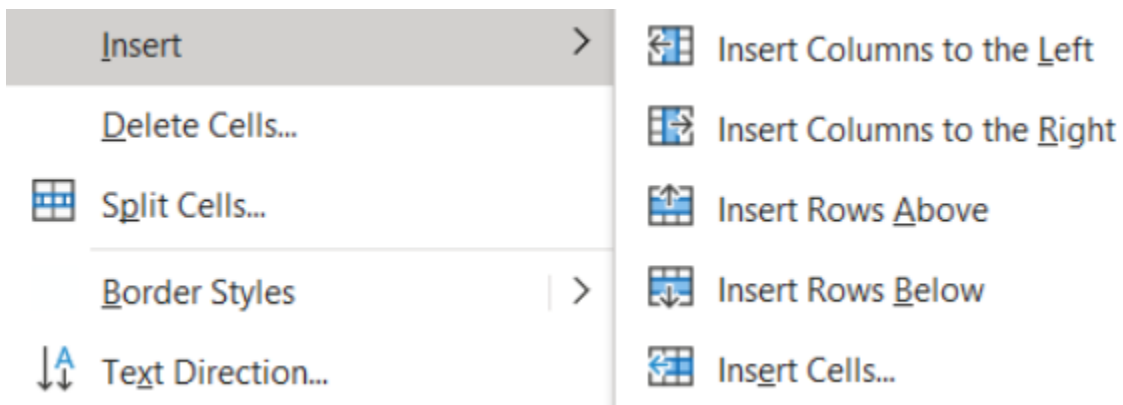 Insert
Delete Cells...
Split Cells...
Border Styles
Text Direction...
Insert Columns to the Left
Insert Columns to the Right
Insert Rows Above
Insert Rows Below
Insert Cells...